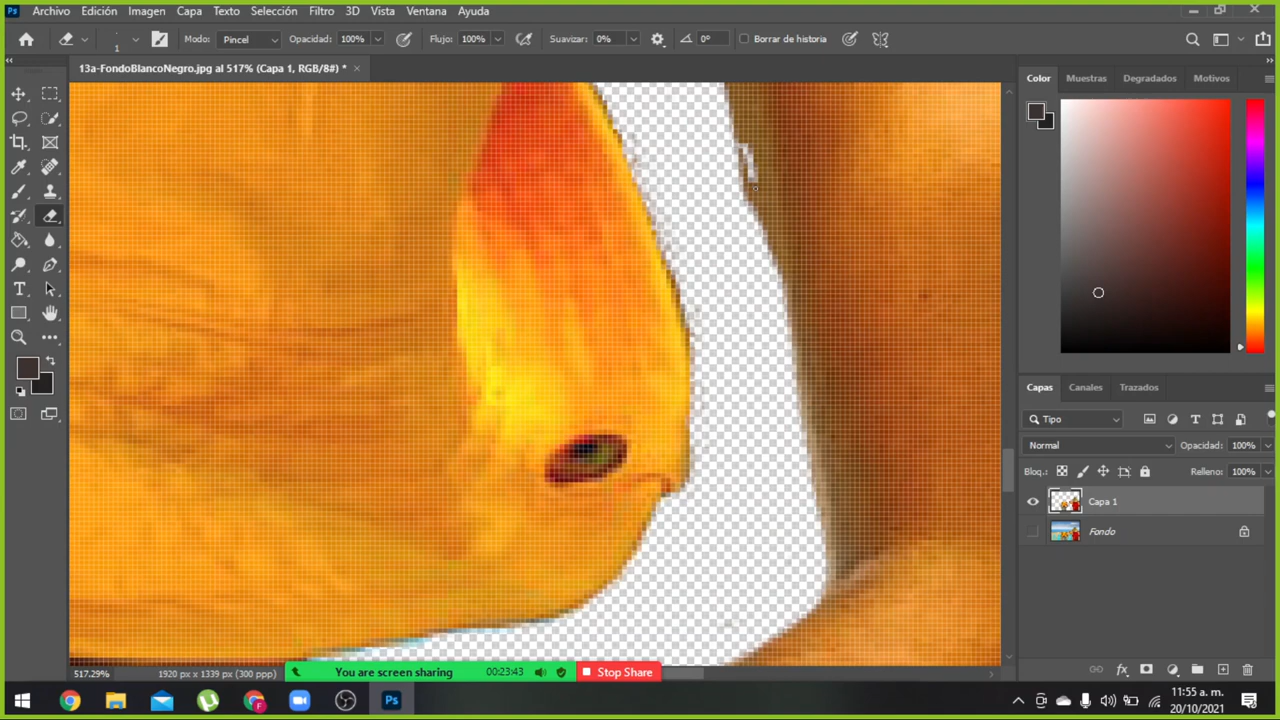 Ps Archivo Edición Imagen Capa Texto Selección Filtro 3D Vista Ventana Ayuda
1 Modo: Pincel Opacidad: 100% Flujo: 100% Suavizar: 0% 0° Borrar de historia
13a-FondoBlancoNegro.jpg al 517% (Capa 1, RGB/8#) *
Color Muestras Degradados Motivos
Capas Canales Trazados
Tipo
Normal Opacidad: 100%
Bloq.: Relleno: 100%
Capa 1
Fondo
517.29% 1920 px x 1339 px (300 ppp)
You are screen sharing 00:23:43 Stop Share
F Ps
11:55 a. m.
20/10/2021